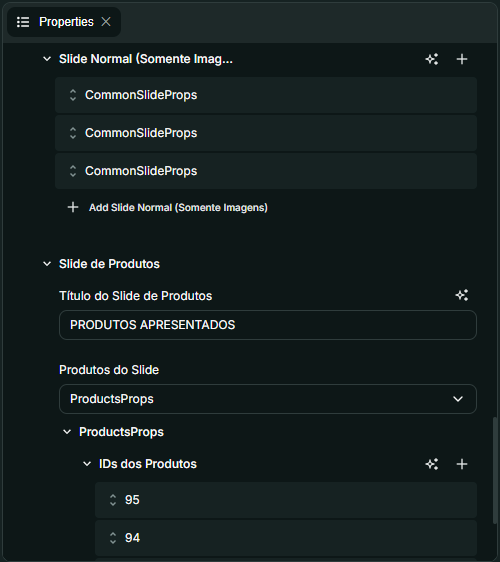 Properties
Slide Normal (Somente Imag...
CommonSlideProps
CommonSlideProps
CommonSlideProps
Add Slide Normal (Somente Imagens)
Slide de Produtos
Título do Slide de Produtos
PRODUTOS APRESENTADOS
Produtos do Slide
ProductsProps
ProductsProps
IDs dos Produtos
95
94